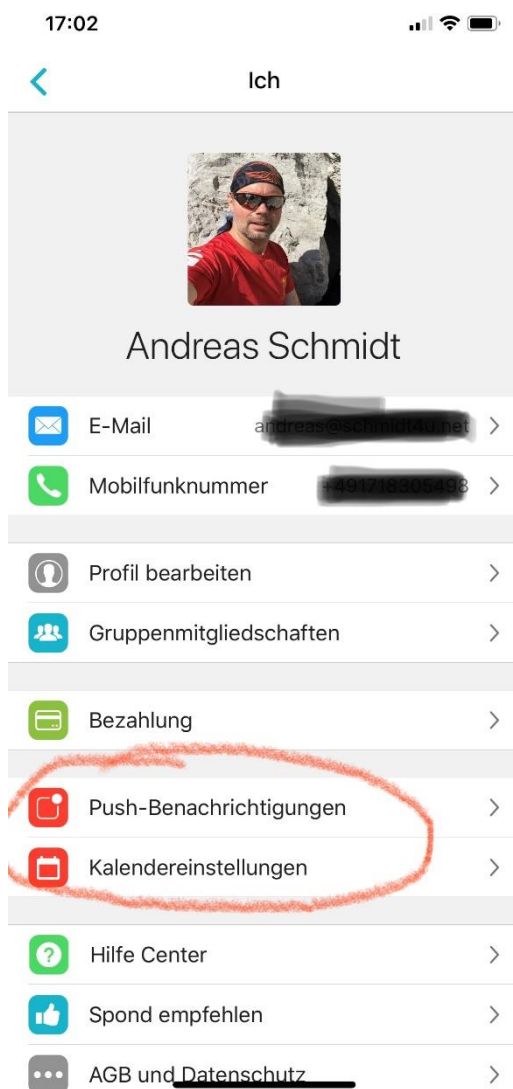 17:02
Ich
Andreas Schmidt
E-Mail
Mobilfunknummer
Profil bearbeiten
Gruppenmitgliedschaften
Bezahlung
Push-Benachrichtigungen
Kalendereinstellungen
Hilfe Center
Spond empfehlen
AGB und Datenschutz